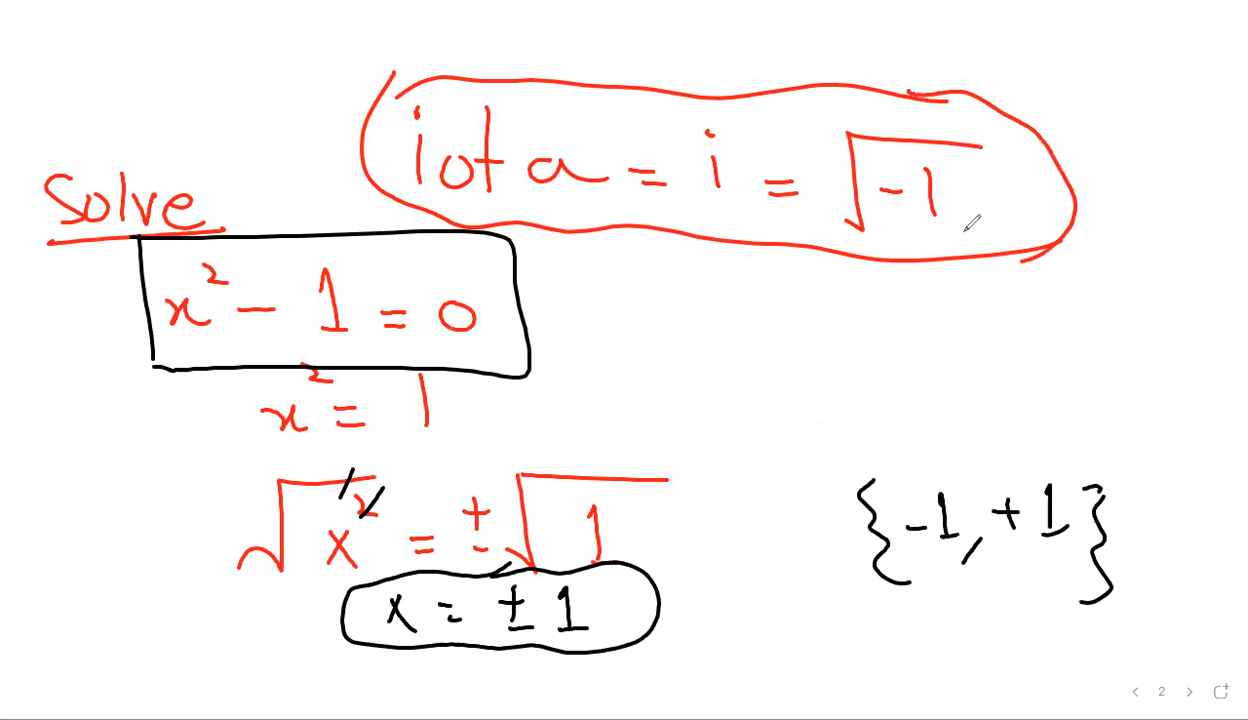 iota = i = √-1
Solve
x² - 1 = 0
x² = 1
√x² = ± √1
{-1, +1}
x = ± 1
2